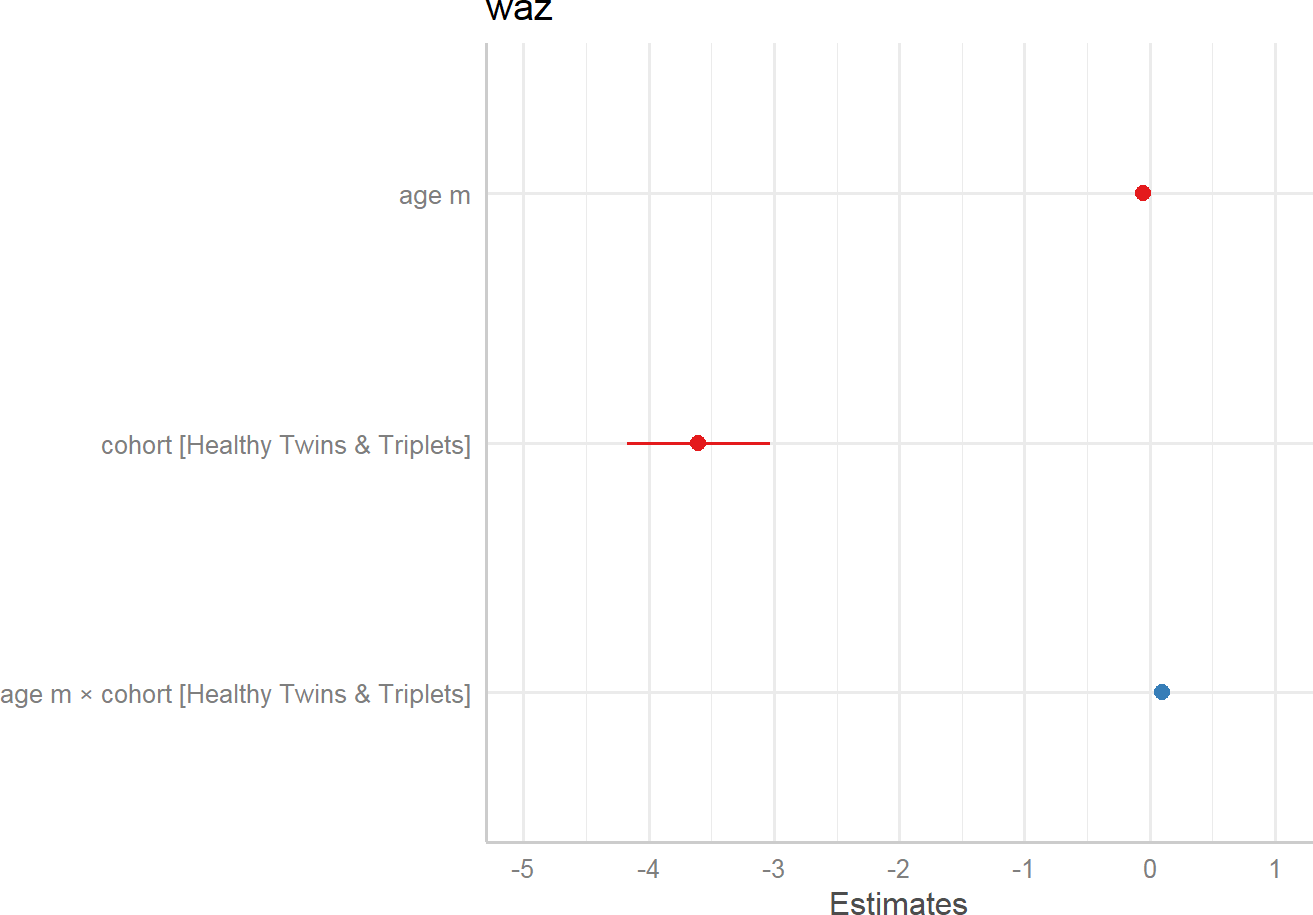 waz
age m
cohort [Healthy Twins & Triplets]
age m × cohort [Healthy Twins & Triplets]
-5 -4 -3 -2 -1 0 1
Estimates